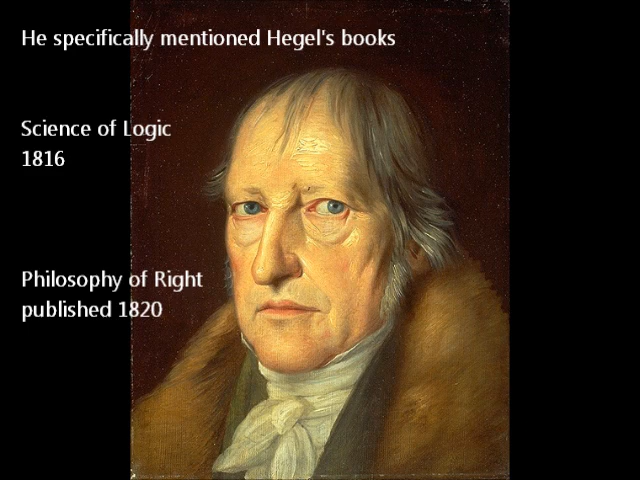 He specifically mentioned Hegel's books
Science of Logic
1816
Philosophy of Right
published 1820